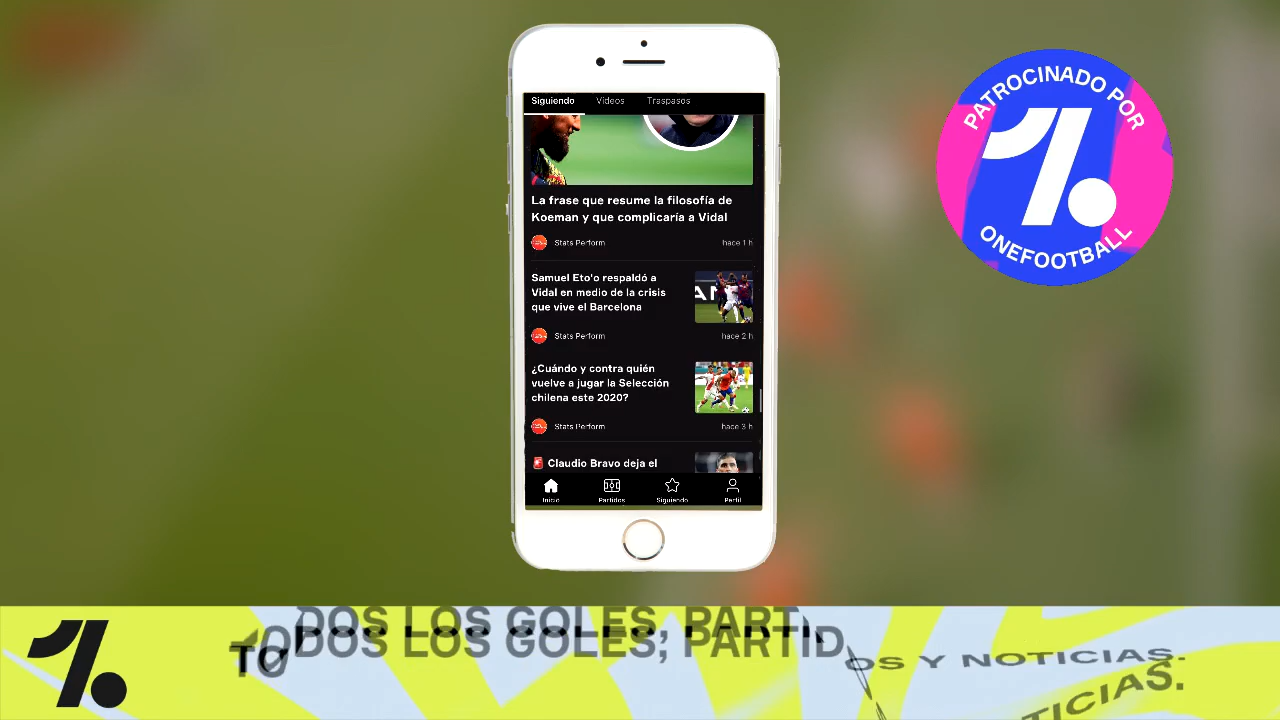 Siguiendo Vídeos Traspasos
La frase que resume la filosofía de
Koeman y que complicaría a Vidal
Stats Perform hace 1 h
Samuel Eto'o respaldó a
Vidal en medio de la crisis
que vive el Barcelona
Stats Perform hace 2 h
¿Cuándo y contra quién
vuelve a jugar la Selección
chilena este 2020?
Stats Perform hace 3 h
🚨 Claudio Bravo deja el
Inicio Partidos Siguiendo Perfil
PATROCINADO POR
ONEFOOTBALL
TODOS LOS GOLES, PARTIDOS Y NOTICIAS.